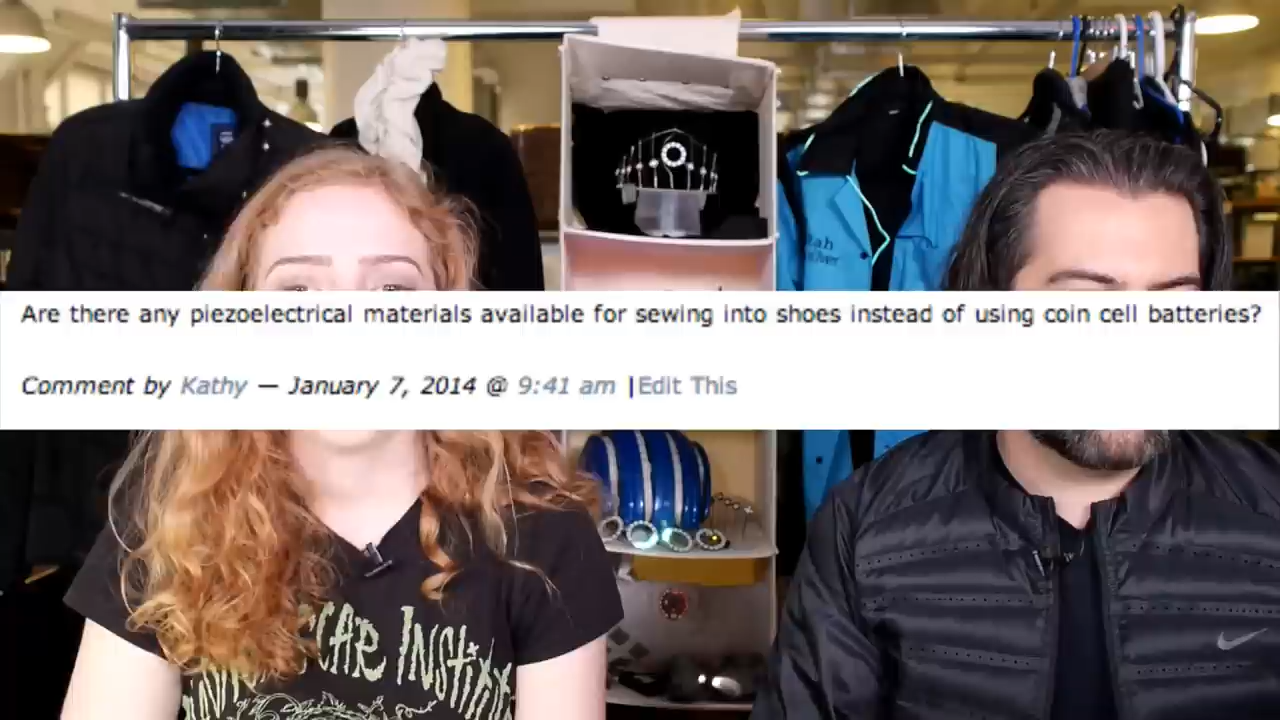 Are there any piezoelectrical materials available for sewing into shoes instead of using coin cell batteries?
Comment by Kathy — January 7, 2014 @ 9:41 am |Edit This